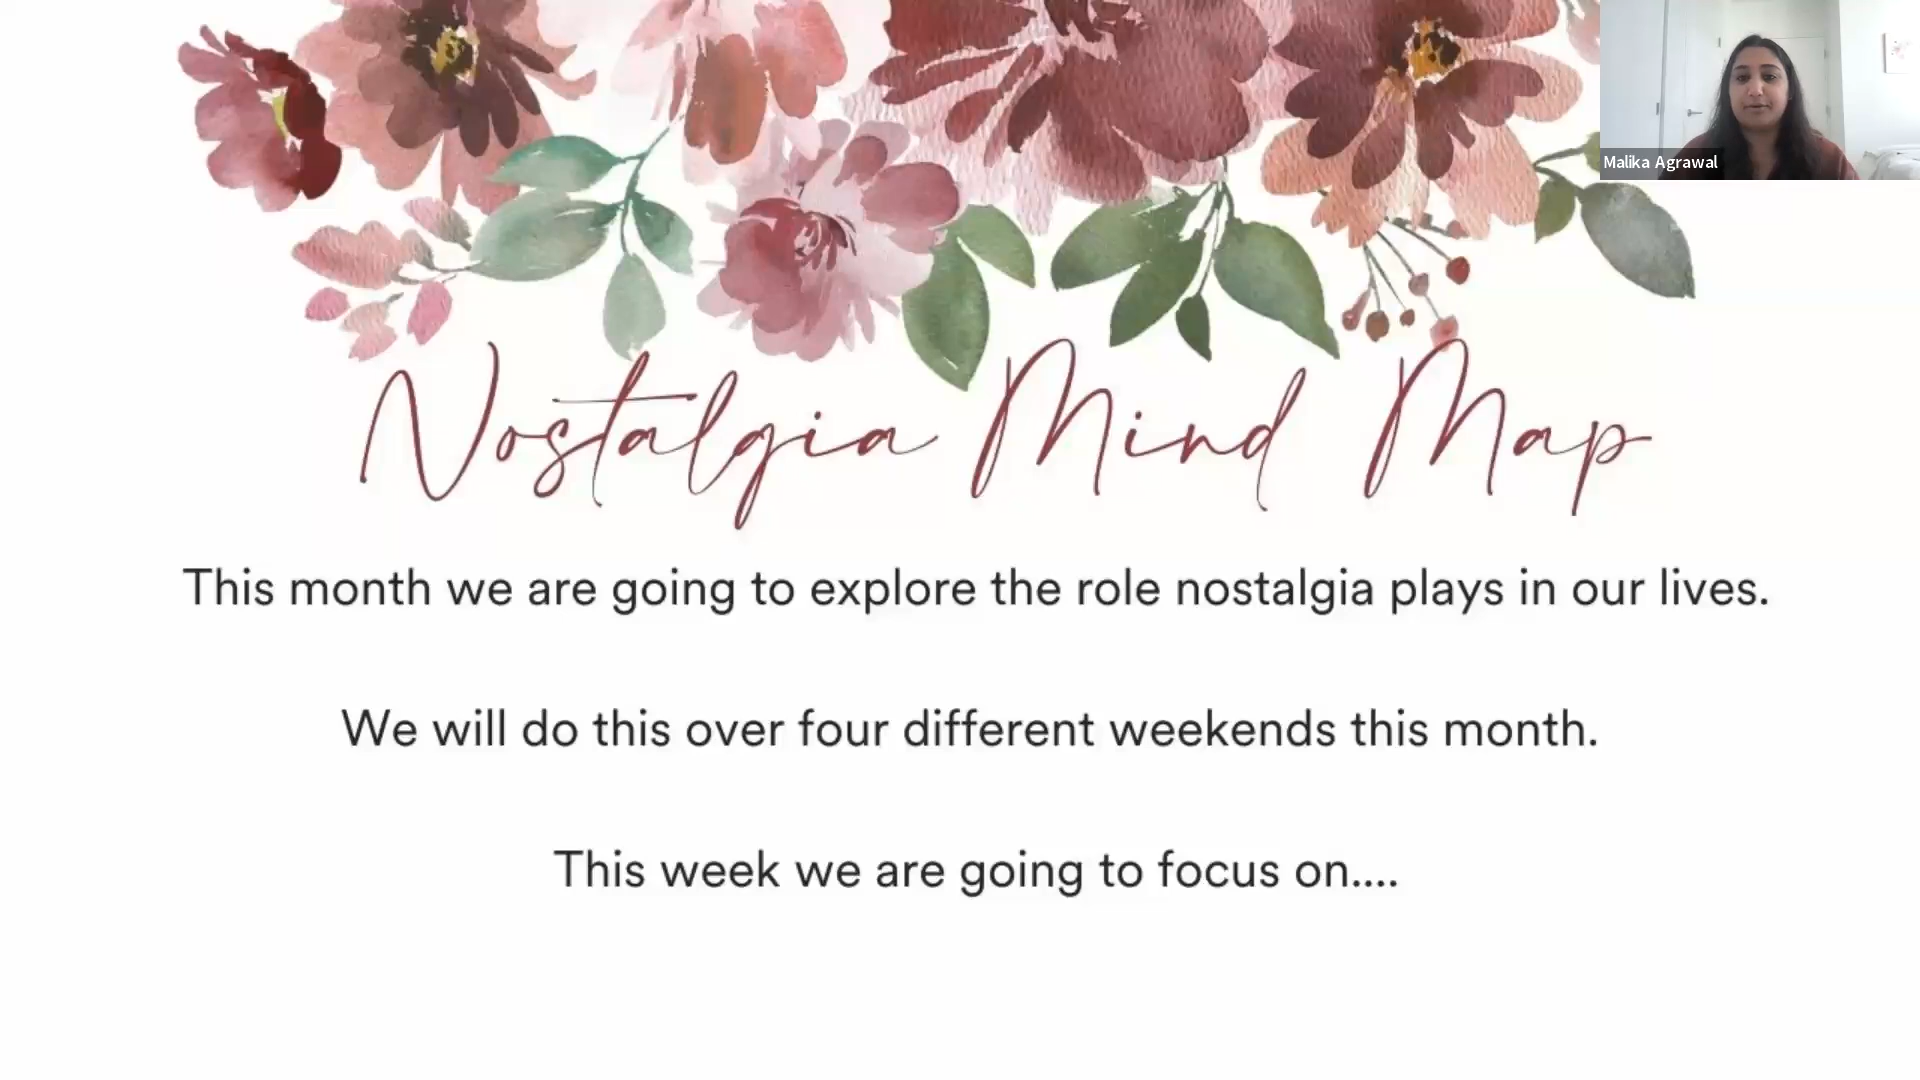 Malika Agrawal
Nostalgia Mind Map
This month we are going to explore the role nostalgia plays in our lives.
We will do this over four different weekends this month.
This week we are going to focus on....